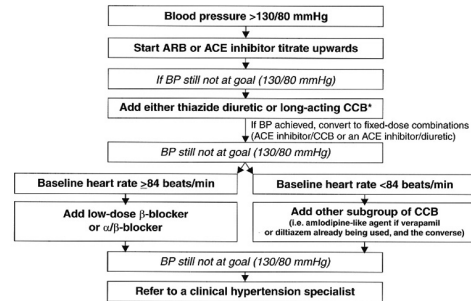 Blood pressure >130/80 mmHg
Start ARB or ACE inhibitor titrate upwards
If BP still not at goal (130/80 mmHg)
Add either thiazide diuretic or long-acting CCB*
If BP achieved, convert to fixed-dose combinations
(ACE inhibitor/CCB or an ACE inhibitor/diuretic)
BP still not at goal (130/80 mmHg)
Baseline heart rate ≥84 beats/min
Baseline heart rate <84 beats/min
Add low-dose β-blocker
or α/β-blocker
Add other subgroup of CCB
(i.e. amlodipine-like agent if verapamil
or diltiazem already being used, and the converse)
BP still not at goal (130/80 mmHg)
Refer to a clinical hypertension specialist